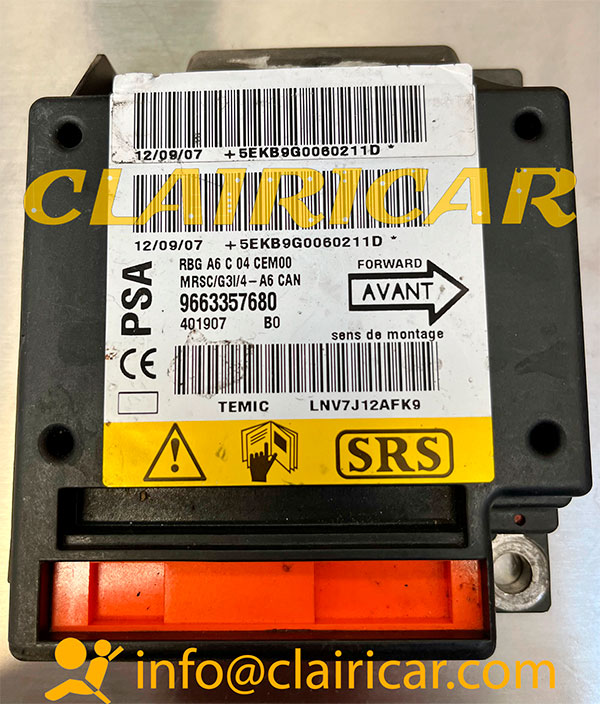 12/09/07 +5EKB9G0060211D *
CLAIRICAR
12/09/07 +5EKB9G0060211D *
PSA
RBG A6 C 04 CEM00
MRSC/G3I/4-A6 CAN
9663357680
401907 B0
FORWARD
AVANT
sens de montage
CE
TEMIC LNV7J12AFK9
SRS
info@clairicar.com